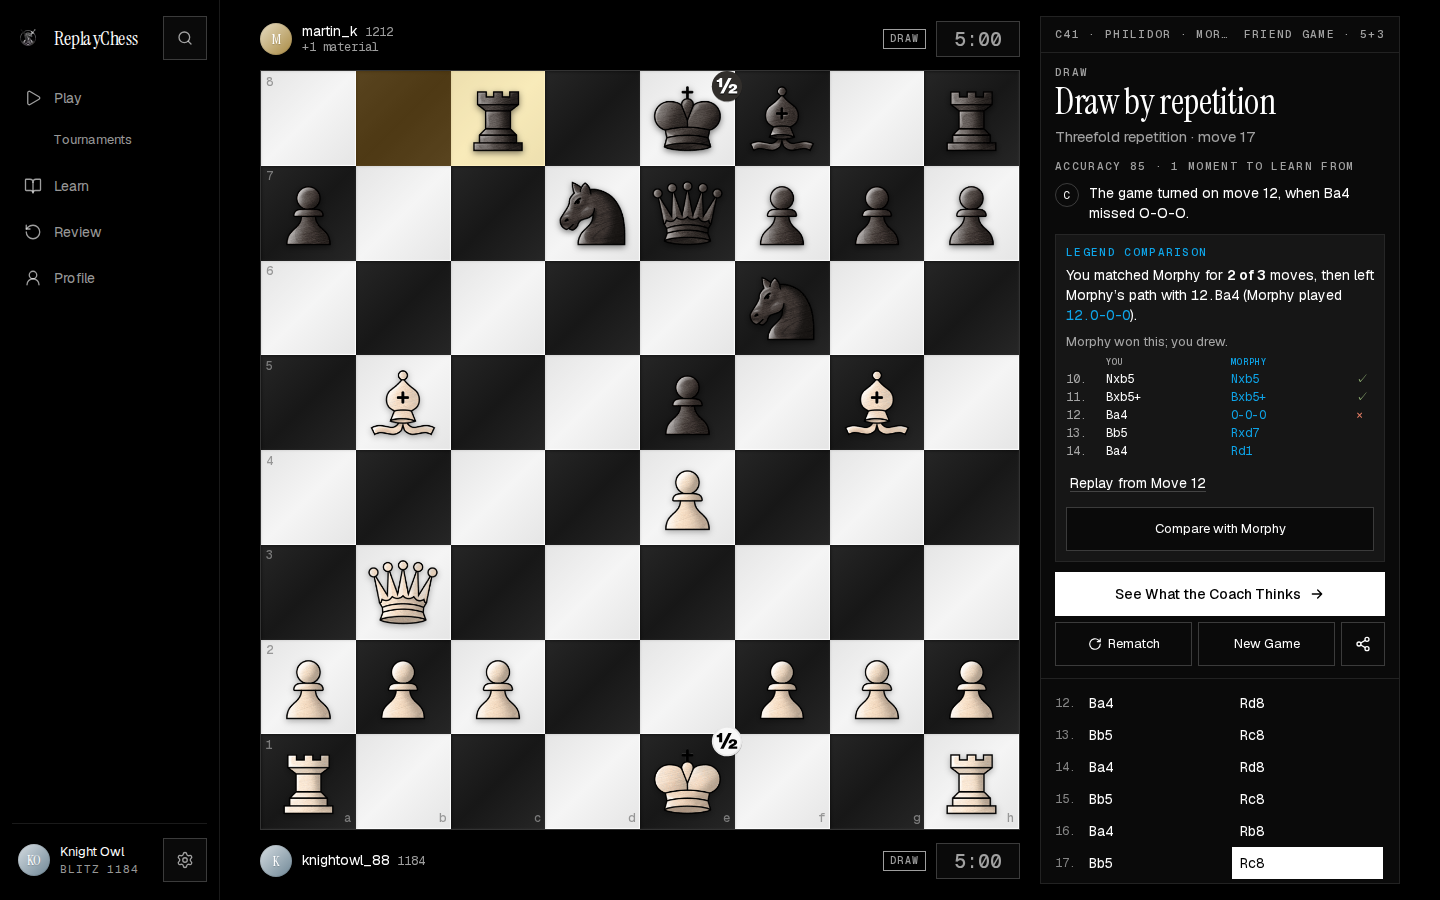 ReplayChess
Play
Tournaments
Learn
Review
Profile
KO
Knight Owl
BLITZ 1184
M
martin_k 1212
+1 material
DRAW
5:00
8
½
7
6
5
4
3
2
½
1
a
b
c
d
e
f
g
h
K
knightowl_88 1184
DRAW
5:00
C41 · PHILIDOR · MOR… FRIEND GAME · 5+3
DRAW
Draw by repetition
Threefold repetition · move 17
ACCURACY 85 · 1 MOMENT TO LEARN FROM
C
The game turned on move 12, when Ba4
missed O-O-O.
LEGEND COMPARISON
You matched Morphy for 2 of 3 moves, then left
Morphy's path with 12.Ba4 (Morphy played
12.O-O-O).
Morphy won this; you drew.
YOU MORPHY
10. Nxb5 Nxb5 ✓
11. Bxb5+ Bxb5+ ✓
12. Ba4 O-O-O ×
13. Bb5 Rxd7
14. Ba4 Rd1
Replay from Move 12
Compare with Morphy
See What the Coach Thinks →
Rematch
New Game
12. Ba4 Rd8
13. Bb5 Rc8
14. Ba4 Rd8
15. Bb5 Rc8
16. Ba4 Rb8
17. Bb5 Rc8